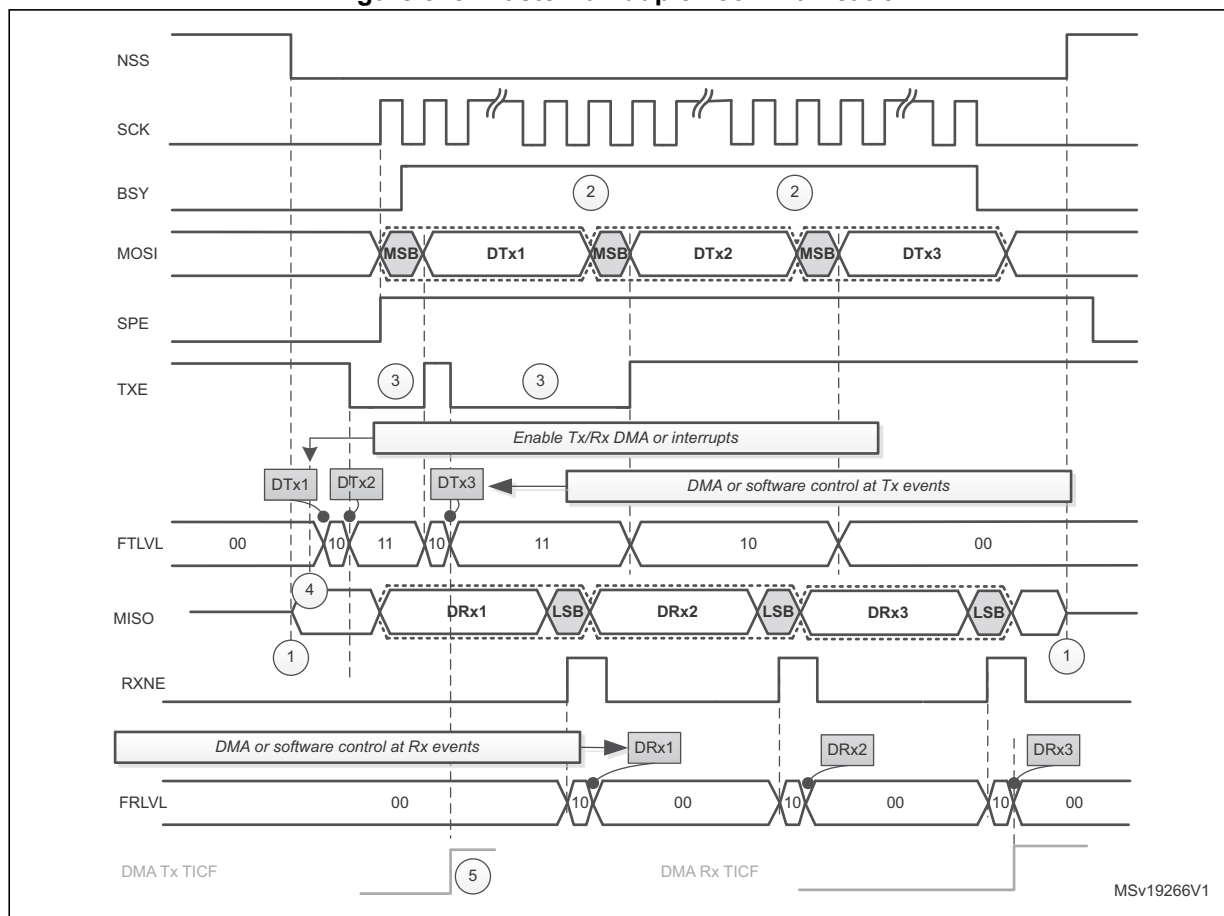 NSS
SCK
BSY
2 2
MOSI
MSB DTx1 MSB DTx2 MSB DTx3
SPE
TXE
3 3
Enable Tx/Rx DMA or interrupts
DTx1 DTx2 DTx3 DMA or software control at Tx events
FTLVL 00 10 11 10 11 10 00
4
MISO DRx1 LSB DRx2 LSB DRx3 LSB
1 1
RXNE
DMA or software control at Rx events DRx1 DRx2 DRx3
FRLVL 00 10 00 10 00 10 00
DMA Tx TICF 5 DMA Rx TICF
MSv19266V1